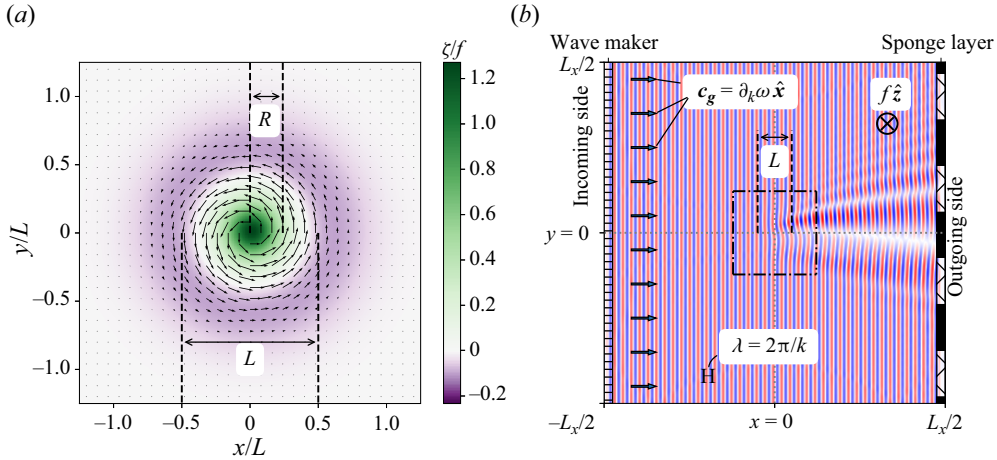 (a)
ζ/f
1.0
0.5
0
−0.5
−1.0
y/L
−1.0
−0.5
0
0.5
1.0
x/L
R
L
1.2
1.0
0.8
0.6
0.4
0.2
0
−0.2
(b)
Wave maker
Sponge layer
L_x/2
Incoming side
c_g = ∂_kω x̂
f ẑ
L
y = 0
Outgoing side
λ = 2π/k
H
−L_x/2
x = 0
L_x/2